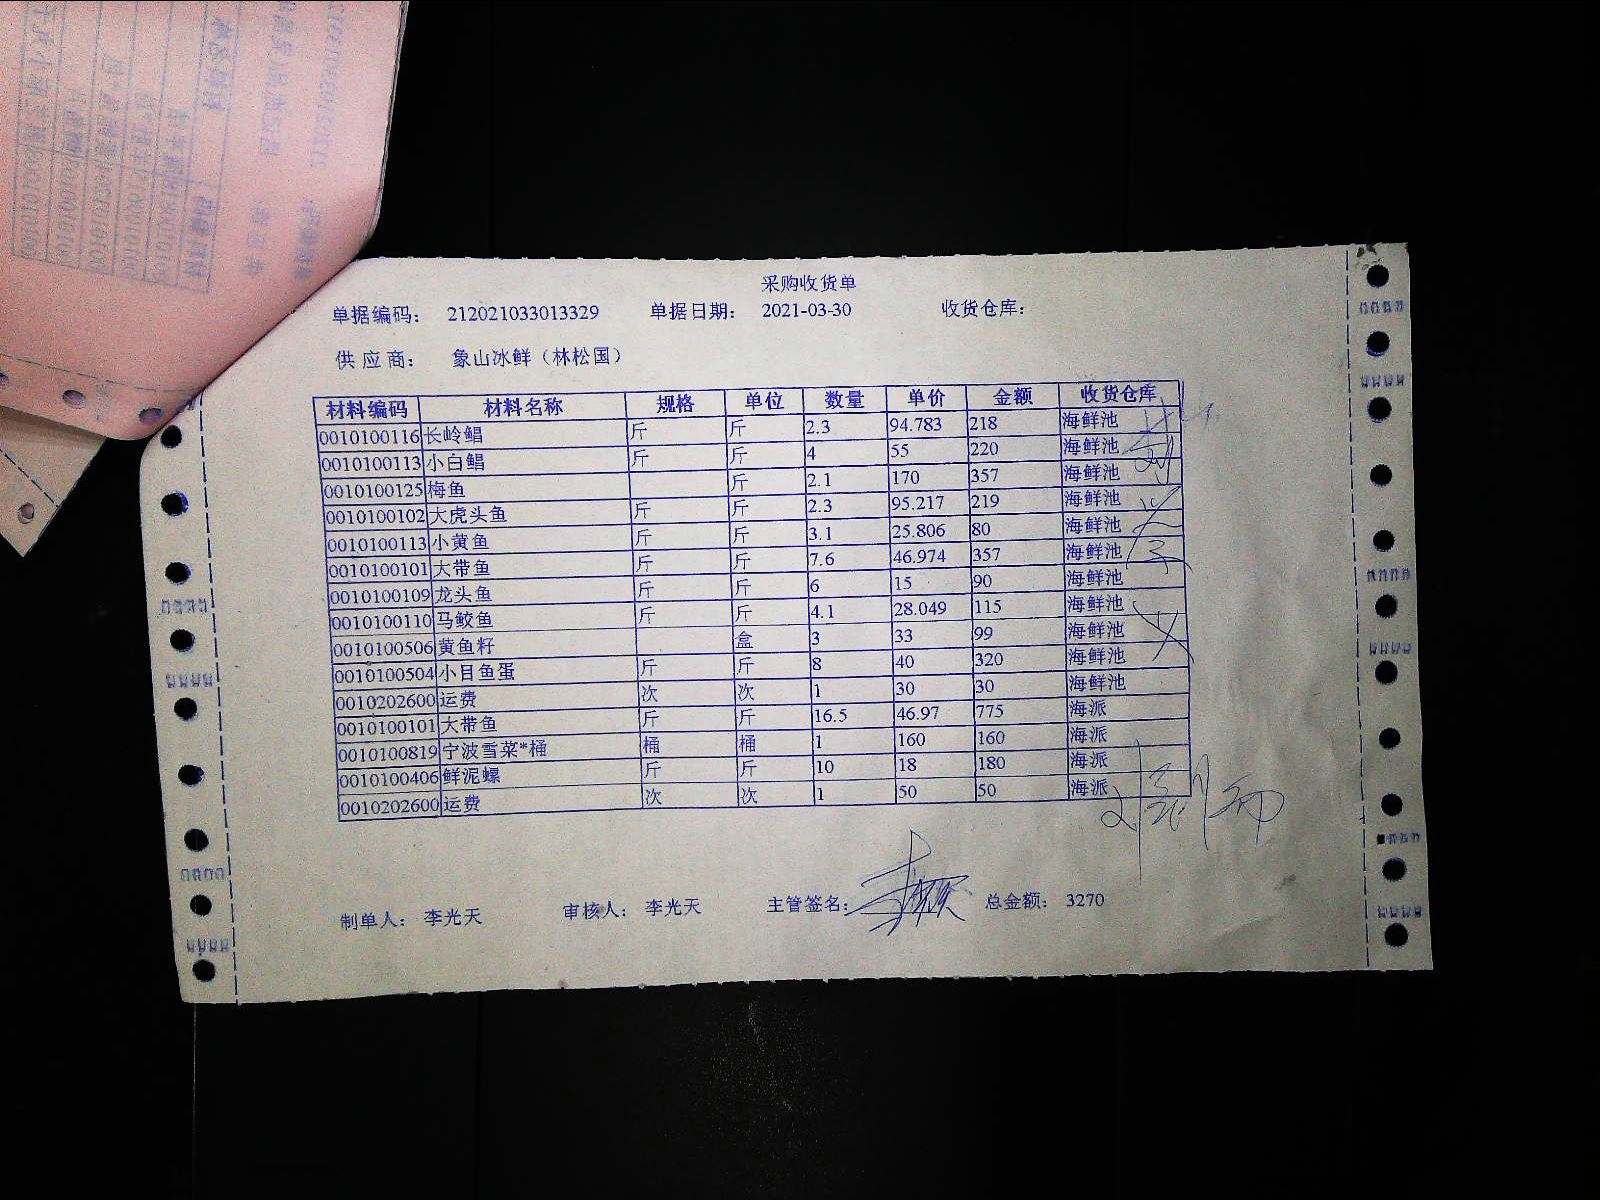 采购收货单
单据编码: 212021033013329 单据日期: 2021-03-30 收货仓库:
供应商: 象山冰鲜（林松国）
材料编码 材料名称 规格 单位 数量 单价 金额 收货仓库
0010100116 长岭鲳 斤 斤 2.3 94.783 218 海鲜池
0010100113 小白鲳 斤 斤 4 55 220 海鲜池
0010100125 梅鱼 斤 2.1 170 357 海鲜池
0010100102 大虎头鱼 斤 斤 2.3 95.217 219 海鲜池
0010100113 小黄鱼 斤 斤 3.1 25.806 80 海鲜池
0010100101 大带鱼 斤 斤 7.6 46.974 357 海鲜池
0010100109 龙头鱼 斤 斤 6 15 90 海鲜池
0010100110 马鲛鱼 斤 斤 4.1 28.049 115 海鲜池
0010100506 黄鱼籽 盒 3 33 99 海鲜池
0010100504 小目鱼蛋 斤 斤 8 40 320 海鲜池
0010202600 运费 次 次 1 30 30 海鲜池
0010100101 大带鱼 斤 斤 16.5 46.97 775 海派
0010100819 宁波雪菜*桶 桶 桶 1 160 160 海派
0010100406 鲜泥螺 斤 斤 10 18 180 海派
0010202600 运费 次 次 1 50 50 海派
制单人: 李光天 审核人: 李光天 主管签名: 总金额: 3270